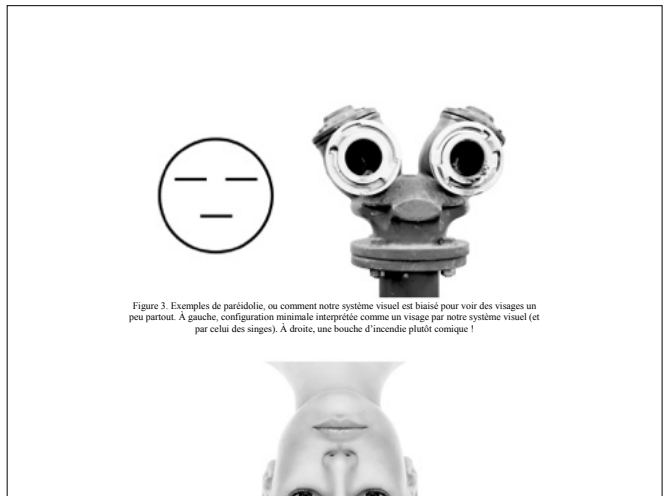 Figure 3. Exemples de paréidolie, ou comment notre système visuel est biaisé pour voir des visages un
peu partout. À gauche, configuration minimale interprétée comme un visage par notre système visuel (et
par celui des singes). À droite, une bouche d’incendie plutôt comique !